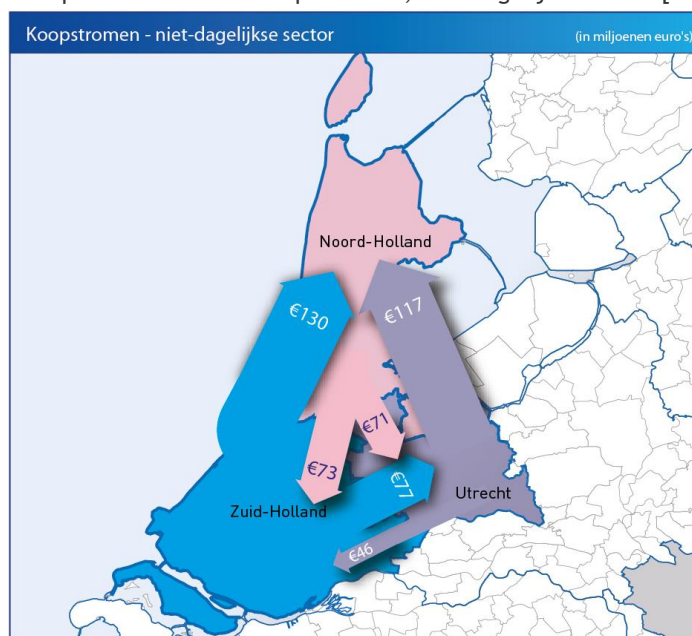 Koopstromen - niet-dagelijkse sector (in miljoenen euro's)
Noord-Holland
€130
€117
€71
€73
€77
Zuid-Holland
Utrecht
€46